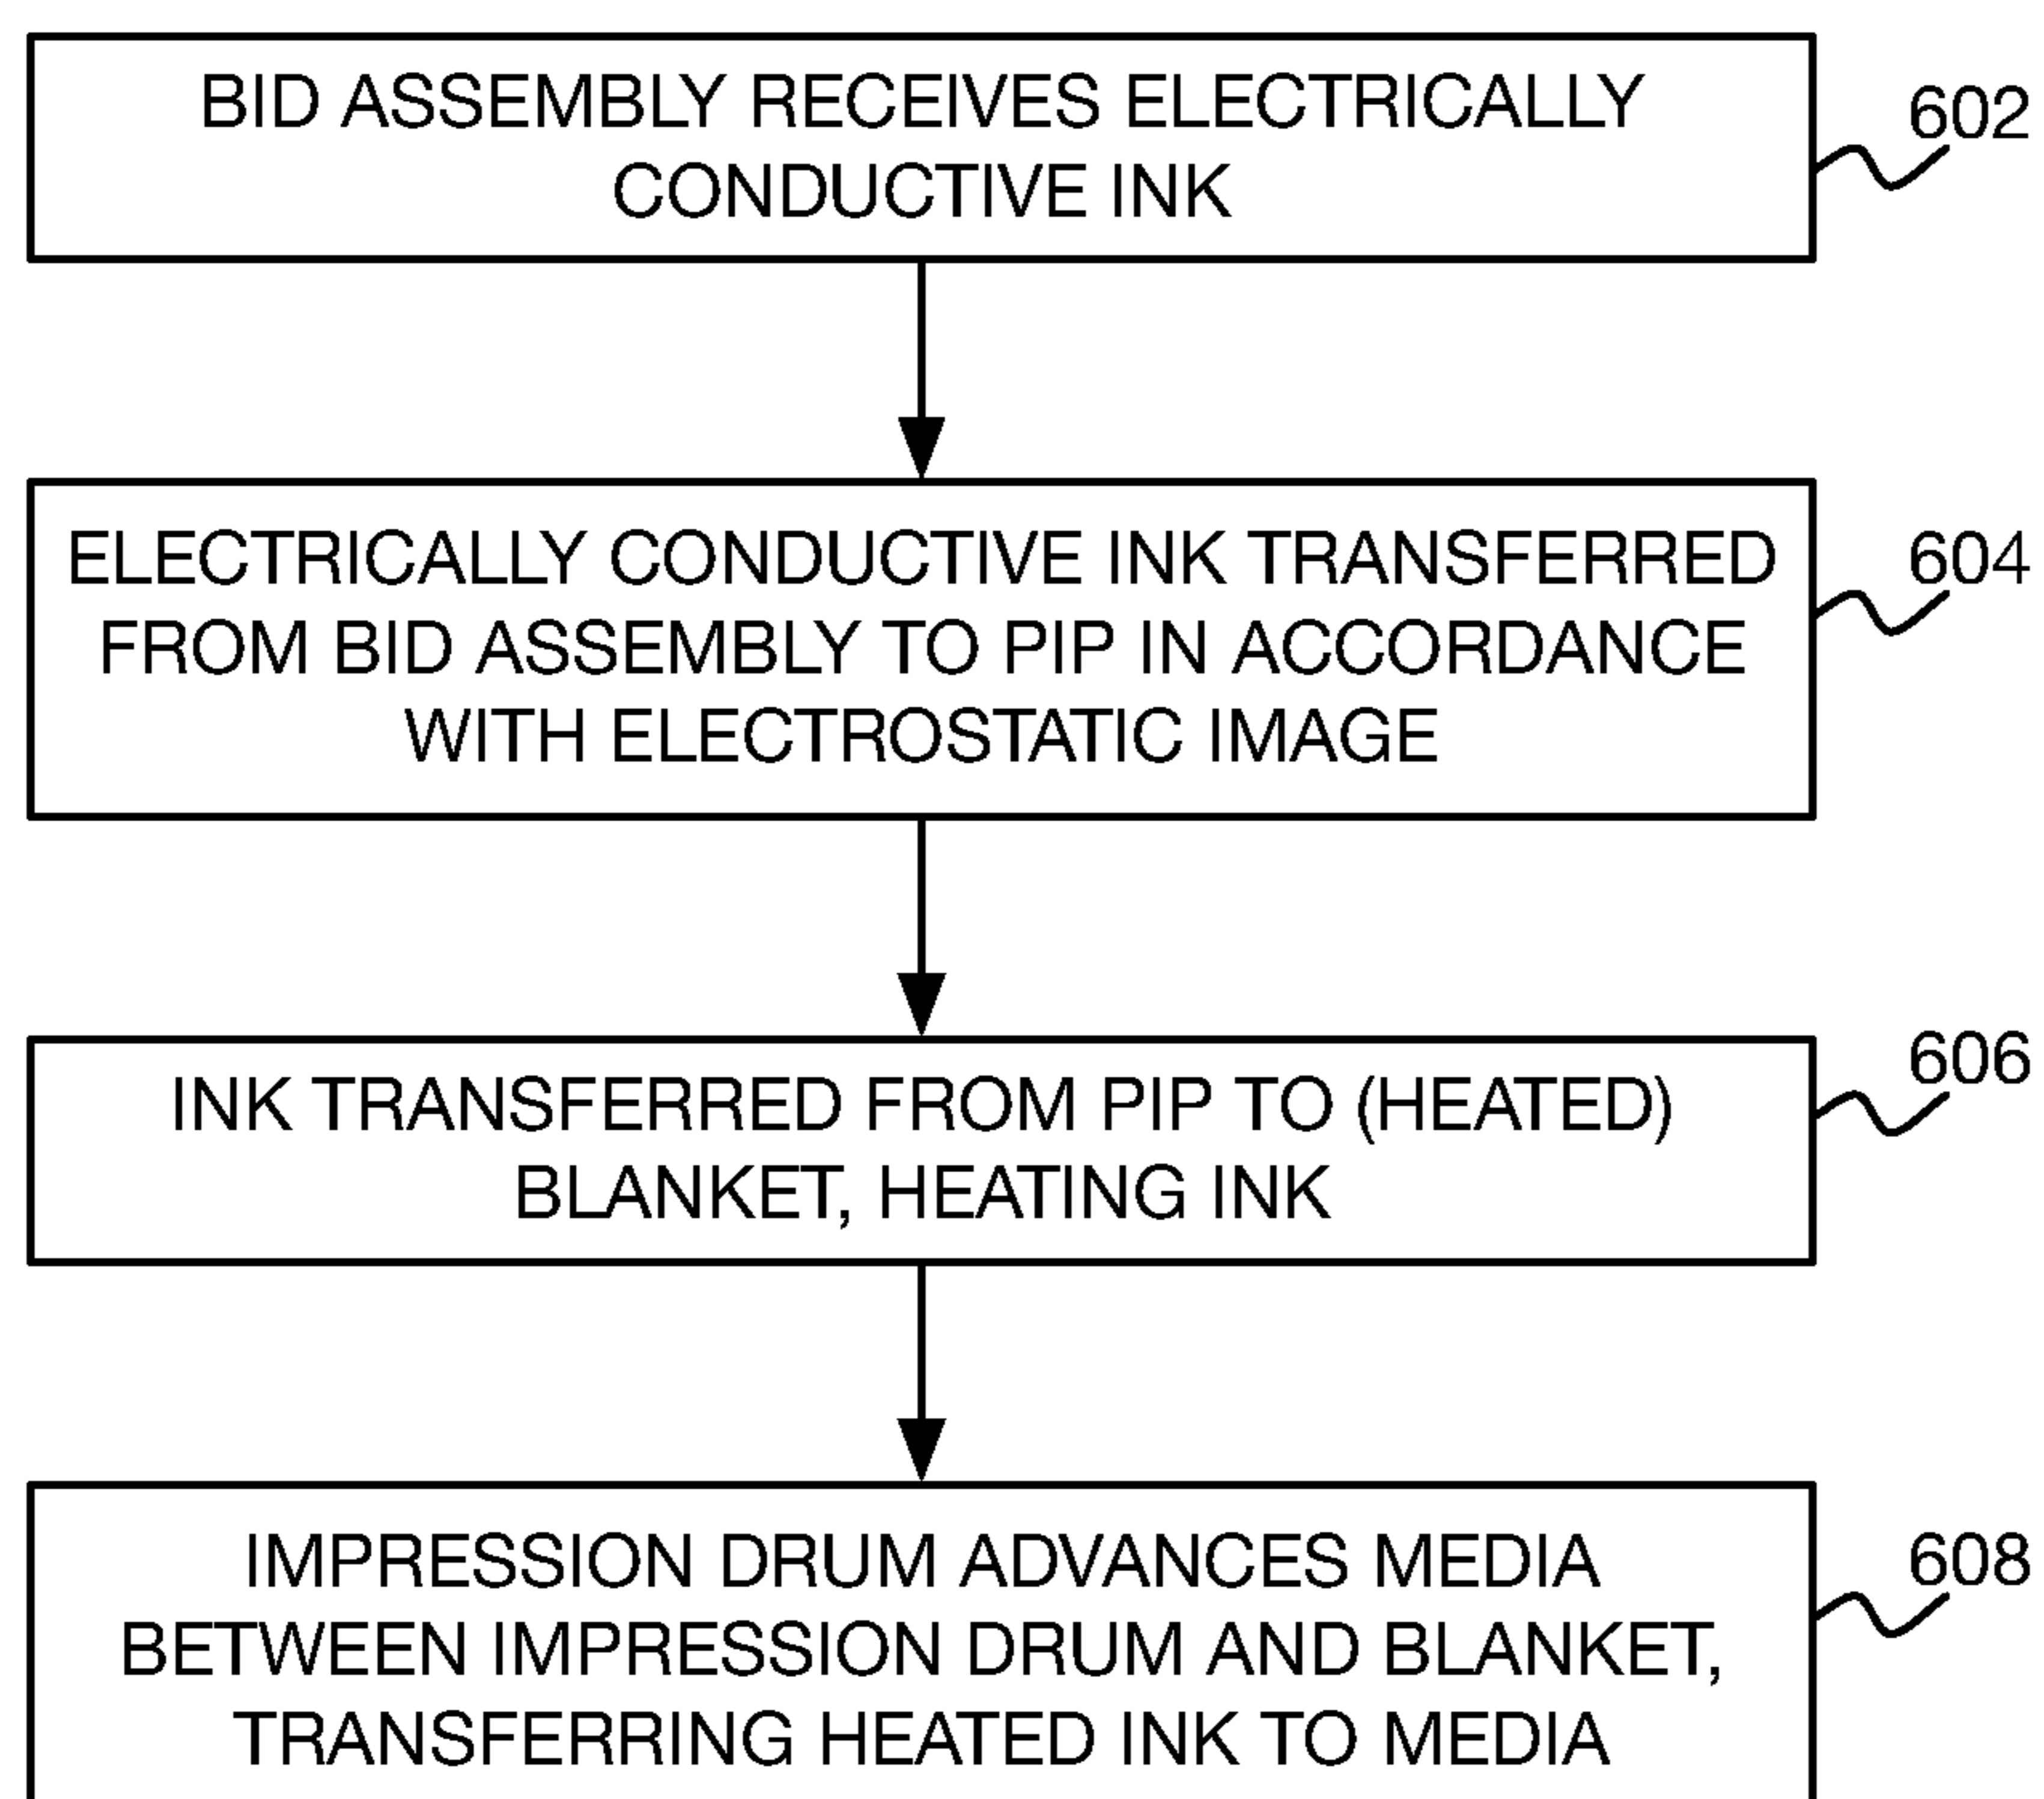 BID ASSEMBLY RECEIVES ELECTRICALLY
CONDUCTIVE INK
602
ELECTRICALLY CONDUCTIVE INK TRANSFERRED
FROM BID ASSEMBLY TO PIP IN ACCORDANCE
WITH ELECTROSTATIC IMAGE
604
INK TRANSFERRED FROM PIP TO (HEATED)
BLANKET, HEATING INK
606
IMPRESSION DRUM ADVANCES MEDIA
BETWEEN IMPRESSION DRUM AND BLANKET,
TRANSFERRING HEATED INK TO MEDIA
608